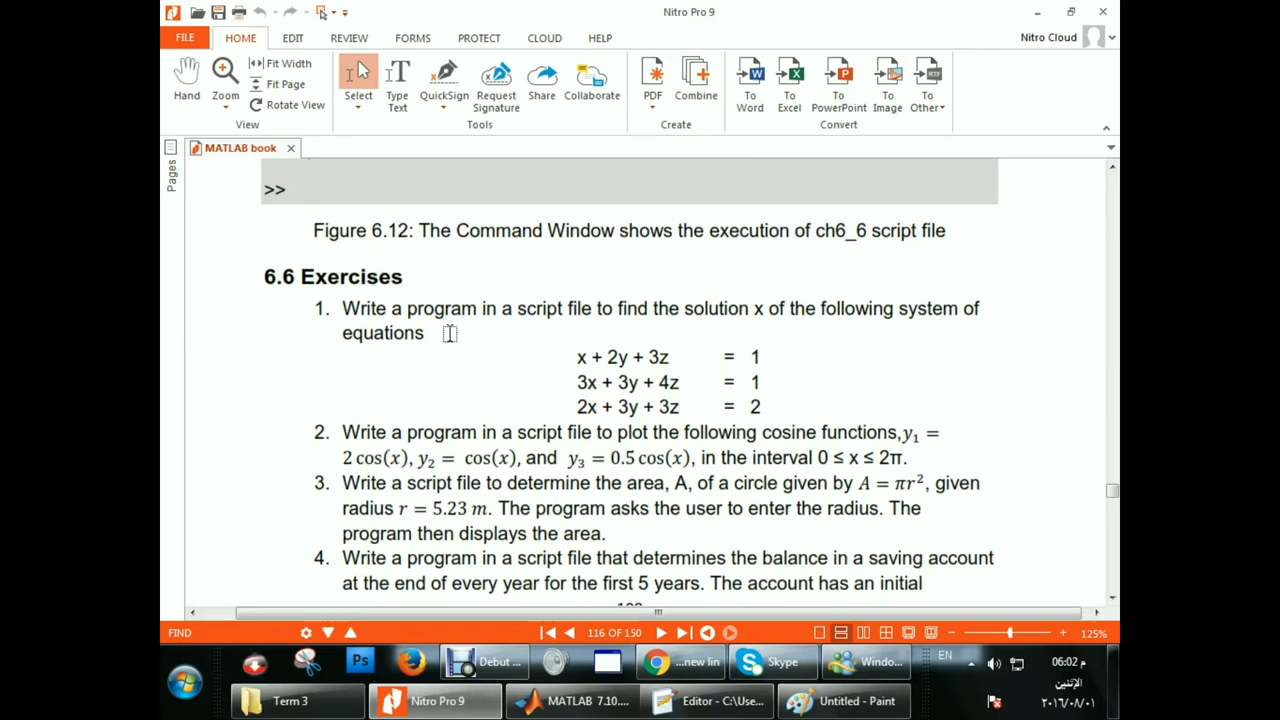 Nitro Pro 9
FILE HOME EDIT REVIEW FORMS PROTECT CLOUD HELP Nitro Cloud
Hand Zoom Fit Width Fit Page Rotate View Select Type Text QuickSign Request Signature Share Collaborate PDF Combine To Word To Excel To PowerPoint To Image To Other
View Tools Create Convert
MATLAB book
Pages
>>
Figure 6.12: The Command Window shows the execution of ch6_6 script file
6.6 Exercises
1. Write a program in a script file to find the solution x of the following system of
equations
x + 2y + 3z = 1
3x + 3y + 4z = 1
2x + 3y + 3z = 2
2. Write a program in a script file to plot the following cosine functions, y₁ =
2 cos(x), y₂ = cos(x), and y₃ = 0.5 cos(x), in the interval 0 ≤ x ≤ 2π.
3. Write a script file to determine the area, A, of a circle given by A = πr², given
radius r = 5.23 m. The program asks the user to enter the radius. The
program then displays the area.
4. Write a program in a script file that determines the balance in a saving account
at the end of every year for the first 5 years. The account has an initial
FIND 116 OF 150 125%
Debut ... ...new lin Skype Windo... EN 06:02 م
الإثنين
Term 3 Nitro Pro 9 MATLAB 7.10.... Editor - C:\Use... Untitled - Paint ٢٠١٦/٠٨/٠١